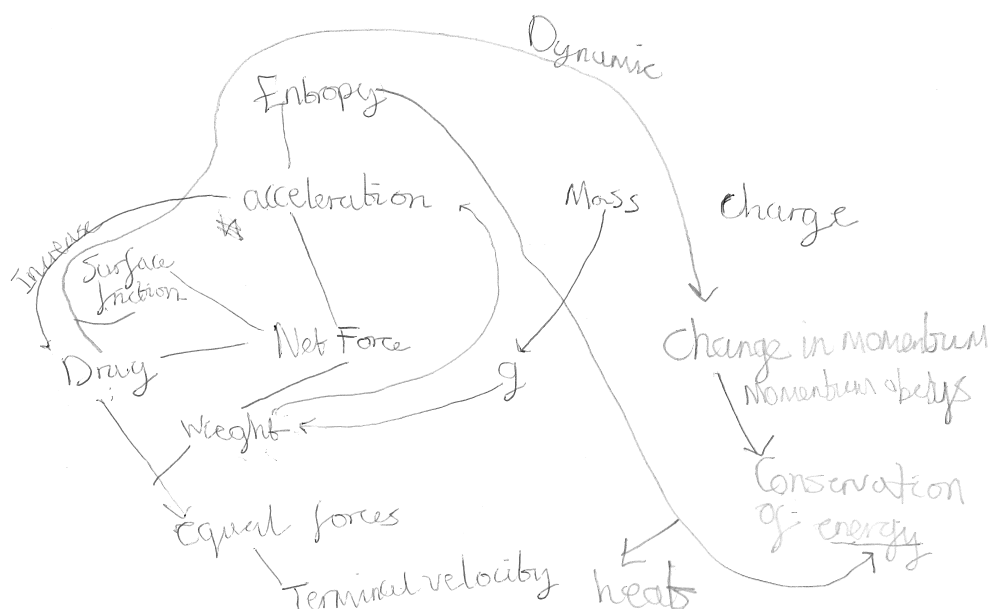 Dynamic
Entropy
acceleration
Mass
charge
Increase
Surface
friction
Net Force
Change in momentum
Drag
g
Momentum obeys
Wieght
Conservation
of energy
Equal forces
Terminal velocity
heat